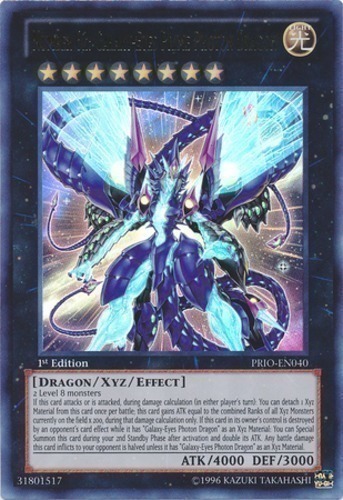 LIGHT
光
1st Edition
PRIO-EN040
[Dragon/Xyz/Effect]
2 Level 8 monsters
If this card attacks or is attacked, during damage calculation (in either player's turn): You can detach 1 Xyz
Material from this card once per battle; this card gains ATK equal to the combined Ranks of all Xyz Monsters
currently on the field x 200, during that damage calculation only. If this card in its owner's control is destroyed
by an opponent's card effect while it has "Galaxy-Eyes Photon Dragon" as an Xyz Material: You can Special
Summon this card during your 2nd Standby Phase after activation, and double its ATK. Any battle damage
this card inflicts to your opponent is halved unless it has "Galaxy-Eyes Photon Dragon" as an Xyz Material.
ATK/4000 DEF/3000
31801517
©1996 KAZUKI TAKAHASHI